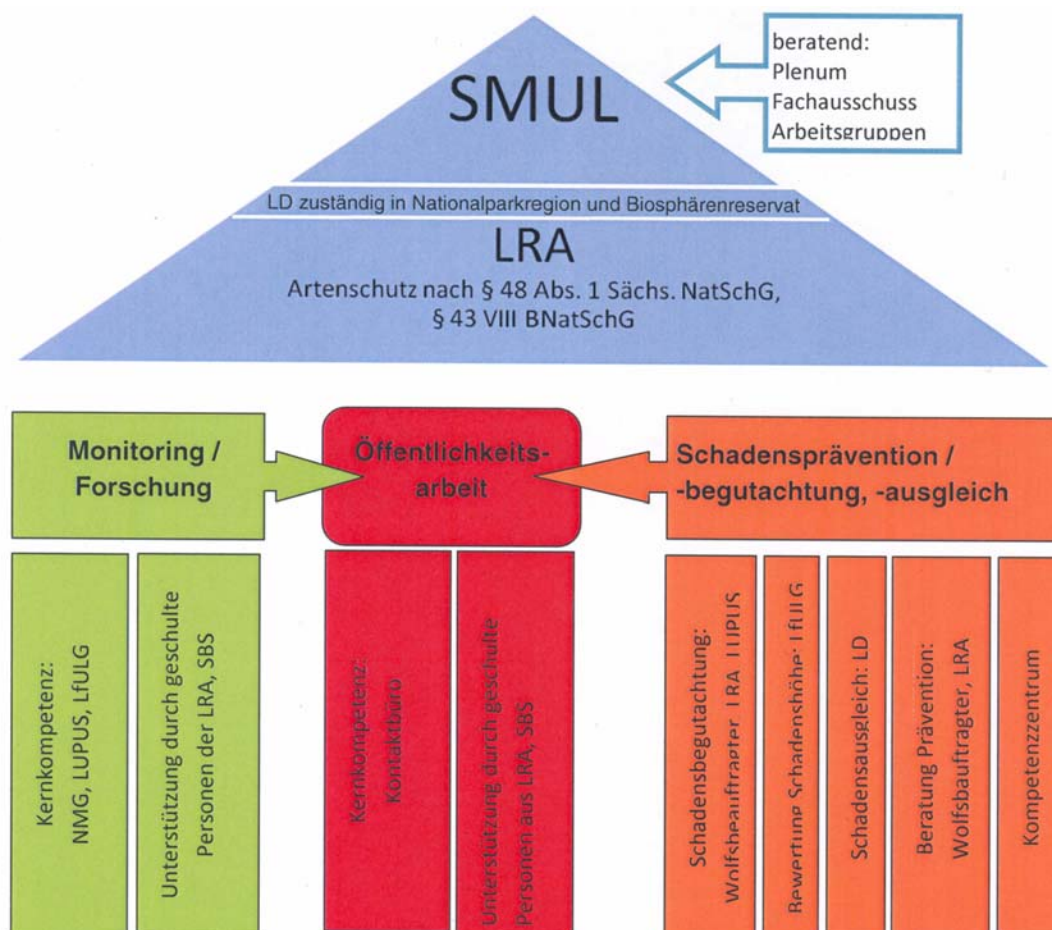 SMUL
beratend:
Plenum
Fachausschuss
Arbeitsgruppen
LD zuständig in Nationalparkregion und Biosphärenreservat
LRA
Artenschutz nach § 48 Abs. 1 Sächs. NatSchG,
§ 43 VIII BNatSchG
Monitoring /
Forschung
Öffentlichkeits-
arbeit
Schadensprävention /
-begutachtung, -ausgleich
Kernkompetenz:
NMG, LUPUS, LfULG
Unterstützung durch geschulte
Personen der LRA, SBS
Kernkompetenz:
Kontaktbüro
Unterstützung durch geschulte
Personen aus LRA, SBS
Schadensbegutachtung:
Wolfsbeauftragter LRA LUPUS
Bewertung Schadenshöhe: LfULG
Schadensausgleich: LD
Beratung Prävention:
Wolfsbauftragter, LRA
Kompetenzzentrum